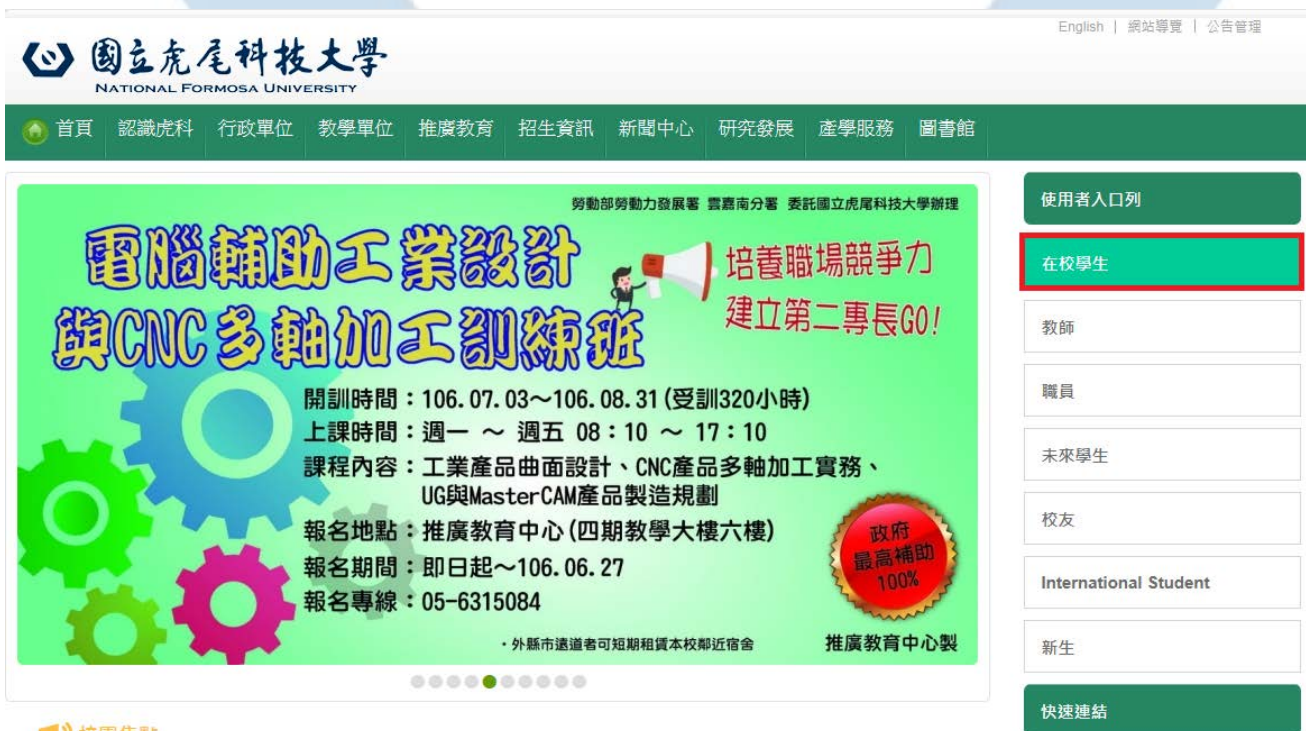 English | 網站導覽 | 公告管理
國立虎尾科技大學
NATIONAL FORMOSA UNIVERSITY
首頁 認識虎科 行政單位 教學單位 推廣教育 招生資訊 新聞中心 研究發展 產學服務 圖書館
勞動部勞動力發展署 雲嘉南分署 委託國立虎尾科技大學辦理
電腦輔助工業設計
與CNC多軸加工訓練班
培養職場競爭力
建立第二專長GO!
開訓時間：106.07.03～106.08.31(受訓320小時)
上課時間：週一 ～ 週五 08：10 ～ 17：10
課程內容：工業產品曲面設計、CNC產品多軸加工實務、
UG與MasterCAM產品製造規劃
報名地點：推廣教育中心(四期教學大樓六樓)
報名期間：即日起～106.06.27
報名專線：05-6315084
政府
最高補助
100%
・外縣市遠道者可短期租賃本校鄰近宿舍
推廣教育中心製
使用者入口列
在校學生
教師
職員
未來學生
校友
International Student
新生
快速連結